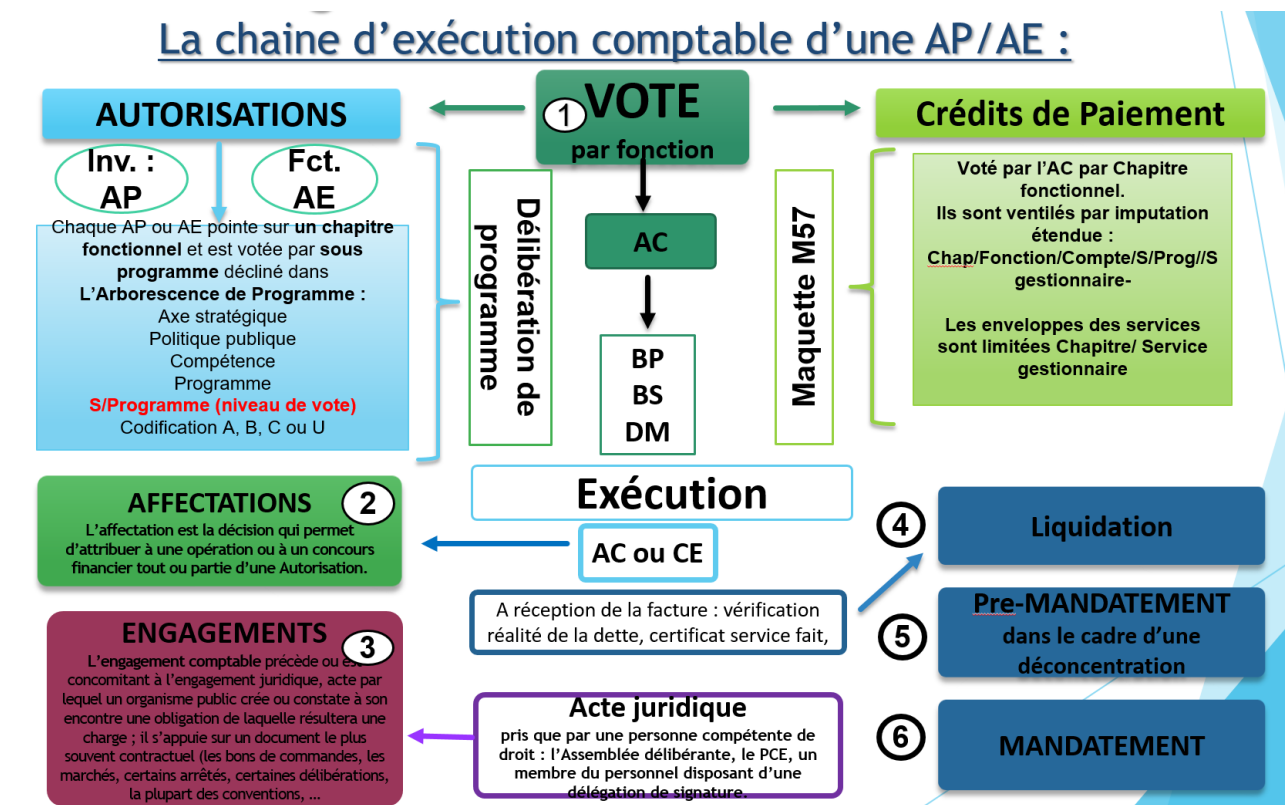 La chaine d’exécution comptable d’une AP/AE :
AUTORISATIONS
Inv. :
AP
Fct.
AE
Chaque AP ou AE pointe sur un chapitre
fonctionnel et est votée par sous
programme décliné dans
L’Arborescence de Programme :
Axe stratégique
Politique publique
Compétence
Programme
S/Programme (niveau de vote)
Codification A, B, C ou U
1
VOTE
par fonction
Délibération de
programme
AC
BP
BS
DM
Maquette M57
Crédits de Paiement
Voté par l’AC par Chapitre
fonctionnel.
Ils sont ventilés par imputation
étendue :
Chap/Fonction/Compte/S/Prog//S
gestionnaire-
Les enveloppes des services
sont limitées Chapitre/ Service
gestionnaire
AFFECTATIONS
2
L’affectation est la décision qui permet
d’attribuer à une opération ou à un concours
financier tout ou partie d’une Autorisation.
Exécution
AC ou CE
A réception de la facture : vérification
réalité de la dette, certificat service fait,
ENGAGEMENTS
3
L’engagement comptable précède ou
concomitant à l’engagement juridique, acte par
lequel un organisme public crée ou constate à son
encontre une obligation de laquelle résultera une
charge ; il s’appuie sur un document le plus
souvent contractuel (les bons de commandes, les
marchés, certains arrêtés, certaines délibérations,
la plupart des conventions, ...
Acte juridique
pris que par une personne compétente de
droit : l’Assemblée délibérante, le PCE, un
membre du personnel disposant d’une
délégation de signature.
4
Liquidation
5
Pre-MANDATEMENT
dans le cadre d’une
déconcentration
6
MANDATEMENT